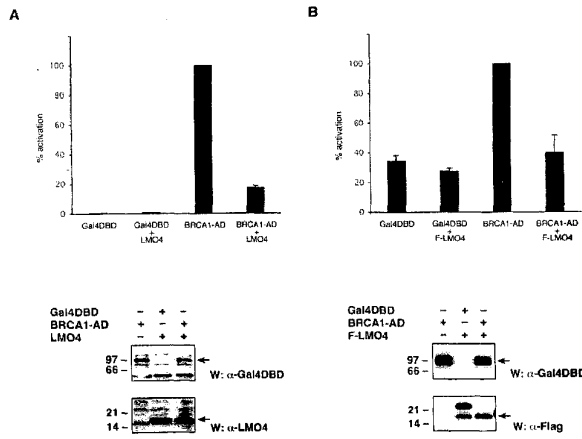 A
B
% activation
100
80
60
40
20
0
Gal4DBD
Gal4DBD + LMO4
BRCA1-AD
BRCA1-AD + LMO4
% activation
100
80
60
40
20
0
Gal4DBD
Gal4DBD + F-LMO4
BRCA1-AD
BRCA1-AD + F-LMO4
Gal4DBD - + -
BRCA1-AD + - +
LMO4 - + +
97 -
66 -
W: α-Gal4DBD
21 -
14 -
W: α-LMO4
Gal4DBD - + -
BRCA1-AD + - +
F-LMO4 - + +
97 -
66 -
W: α-Gal4DBD
21 -
14 -
W: α-Flag